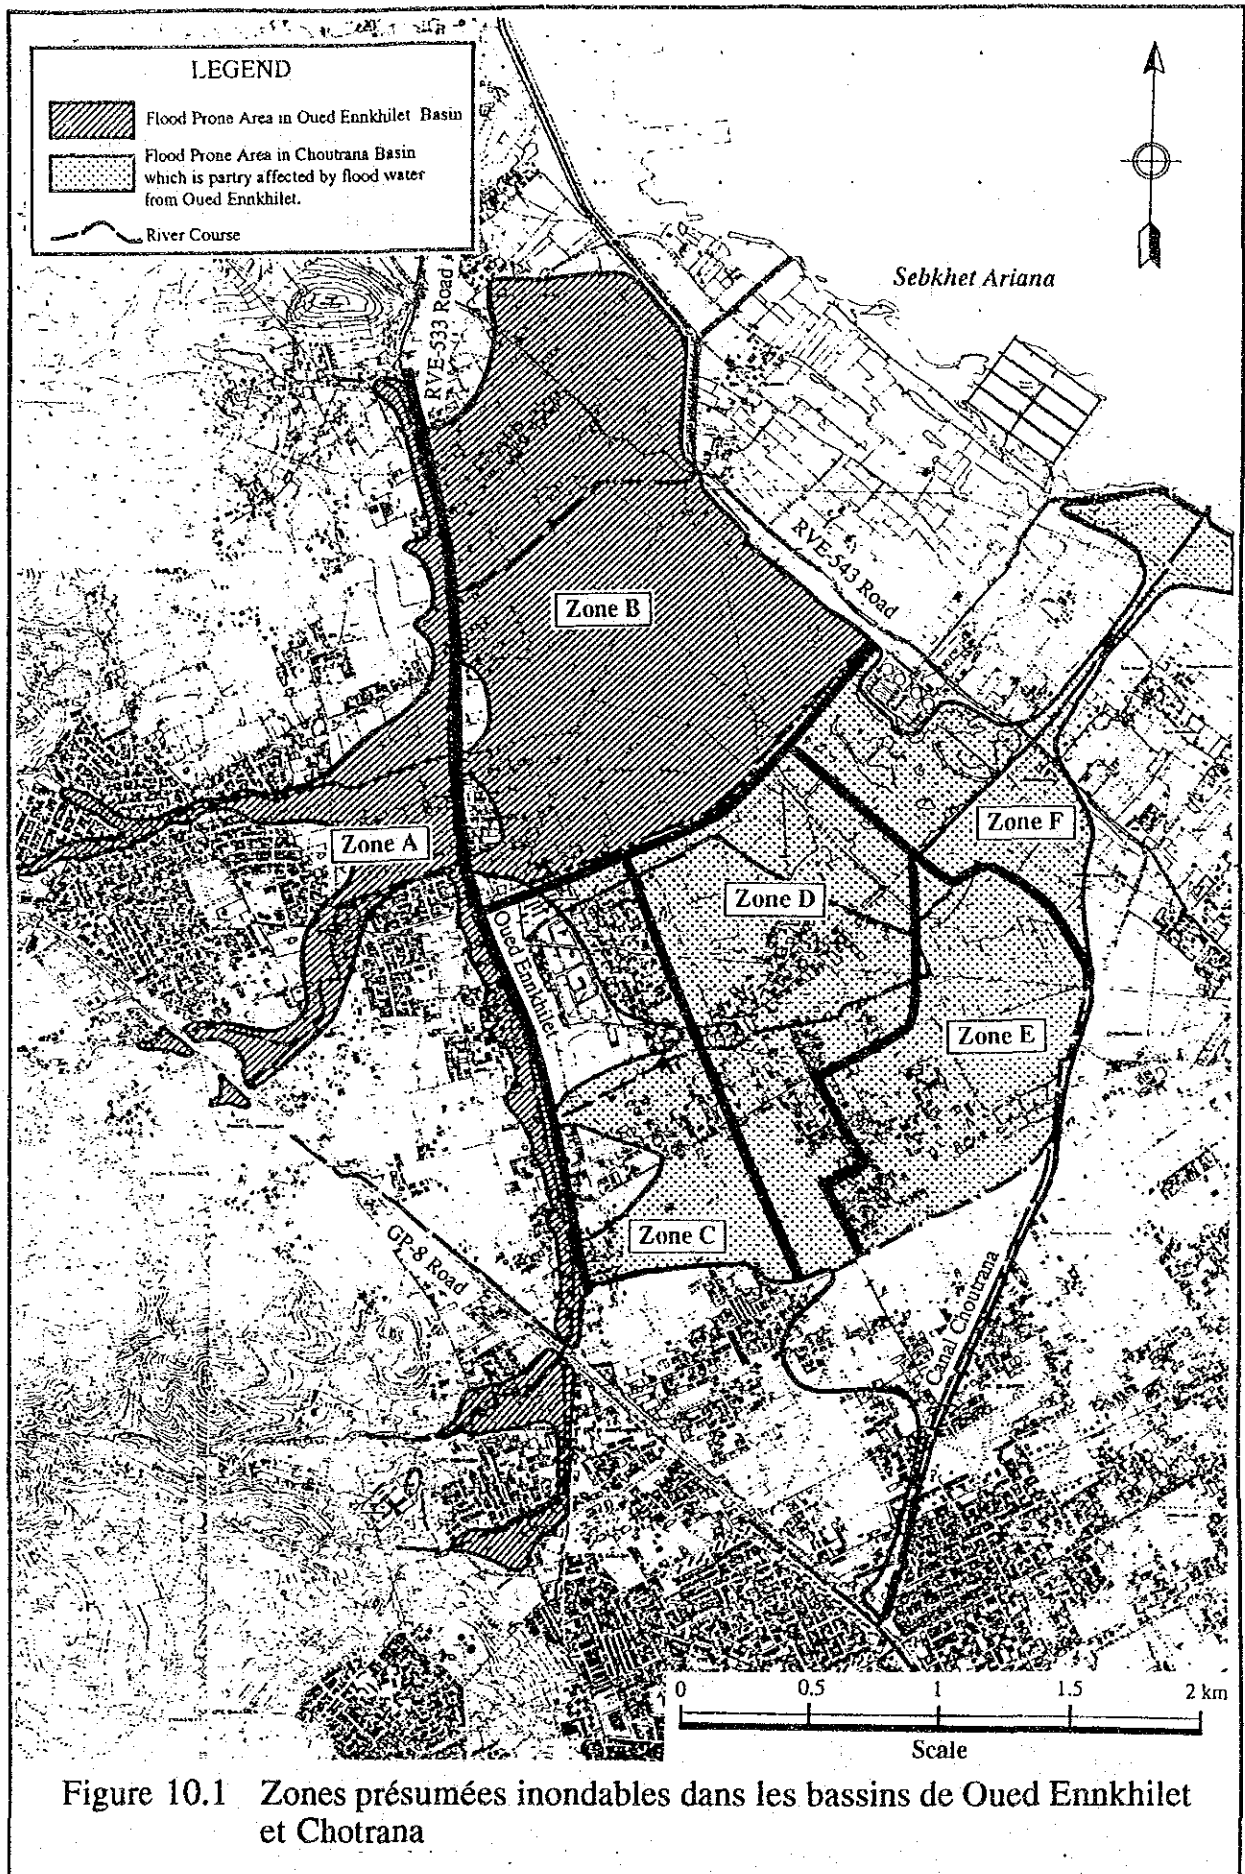 LEGEND
Flood Prone Area in Oued Ennkhilet Basin
Flood Prone Area in Choutrana Basin
which is partry affected by flood water
from Oued Ennkhilet.
River Course
Sebkhet Ariana
RVE-533 Road
RVE-543 Road
Zone B
Zone A
Zone F
Zone D
Oued Ennkhilet
Zone E
Zone C
GP-8 Road
Canal Choutrana
0 0.5 1 1.5 2 km
Scale
Figure 10.1 Zones présumées inondables dans les bassins de Oued Ennkhilet
et Chotrana